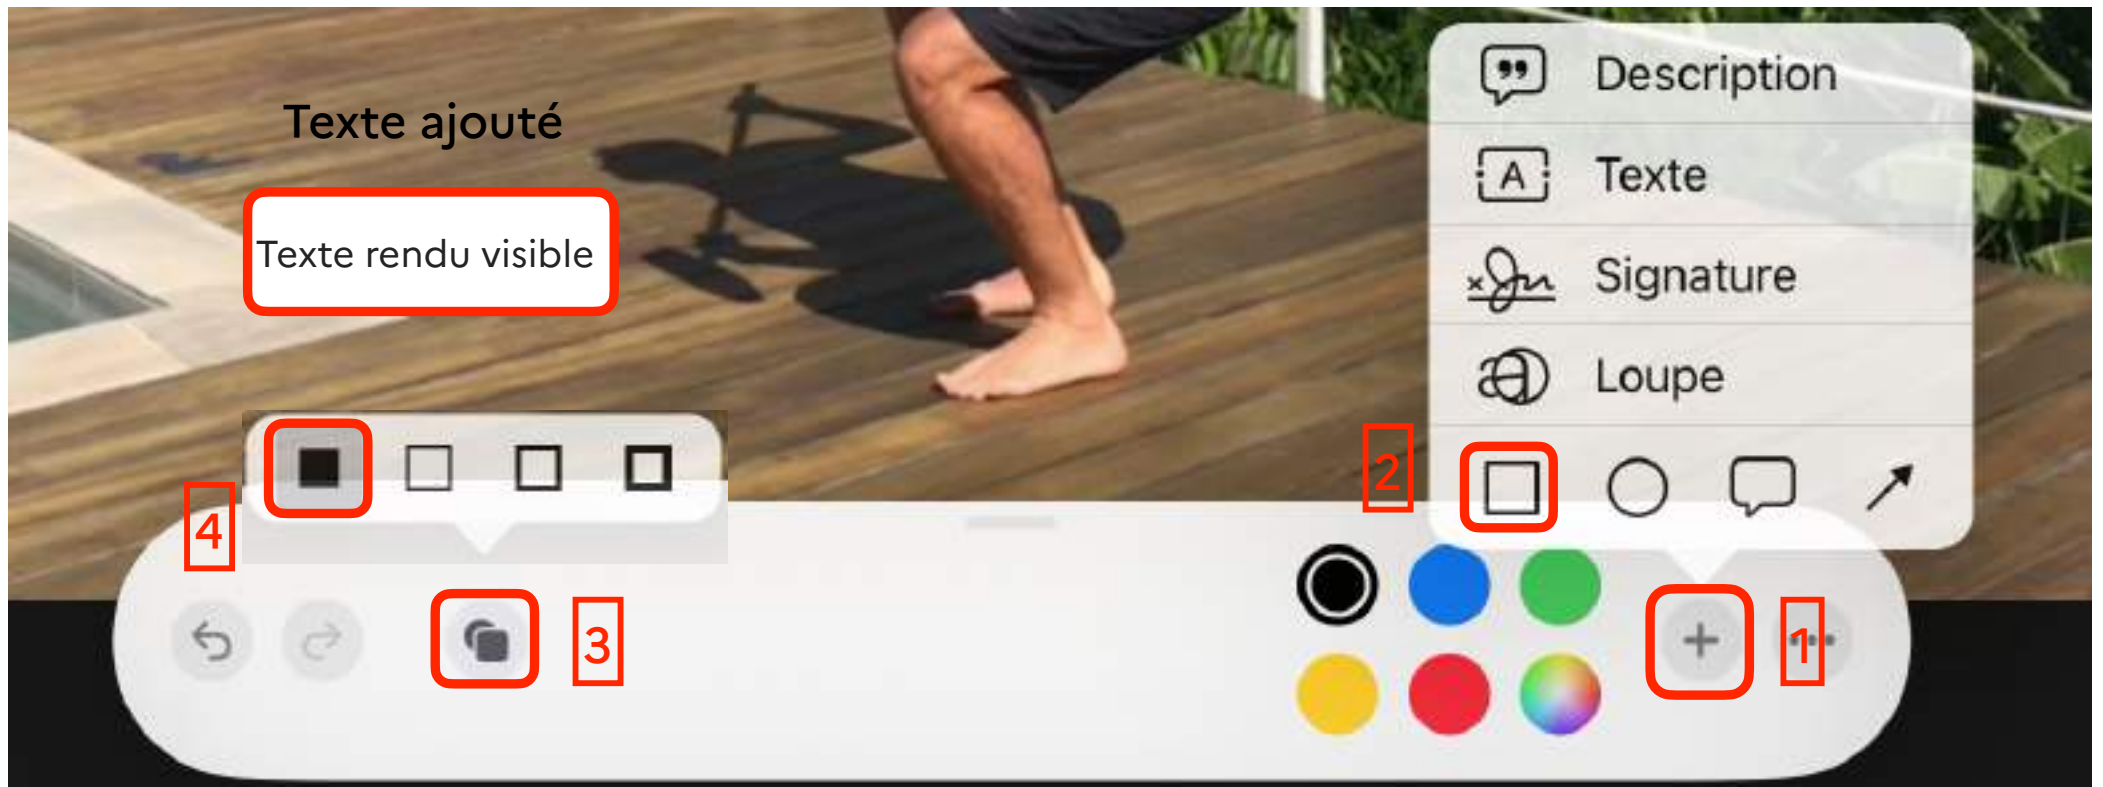 Texte ajouté
Texte rendu visible
Description
Texte
Signature
Loupe
2
4
3
1